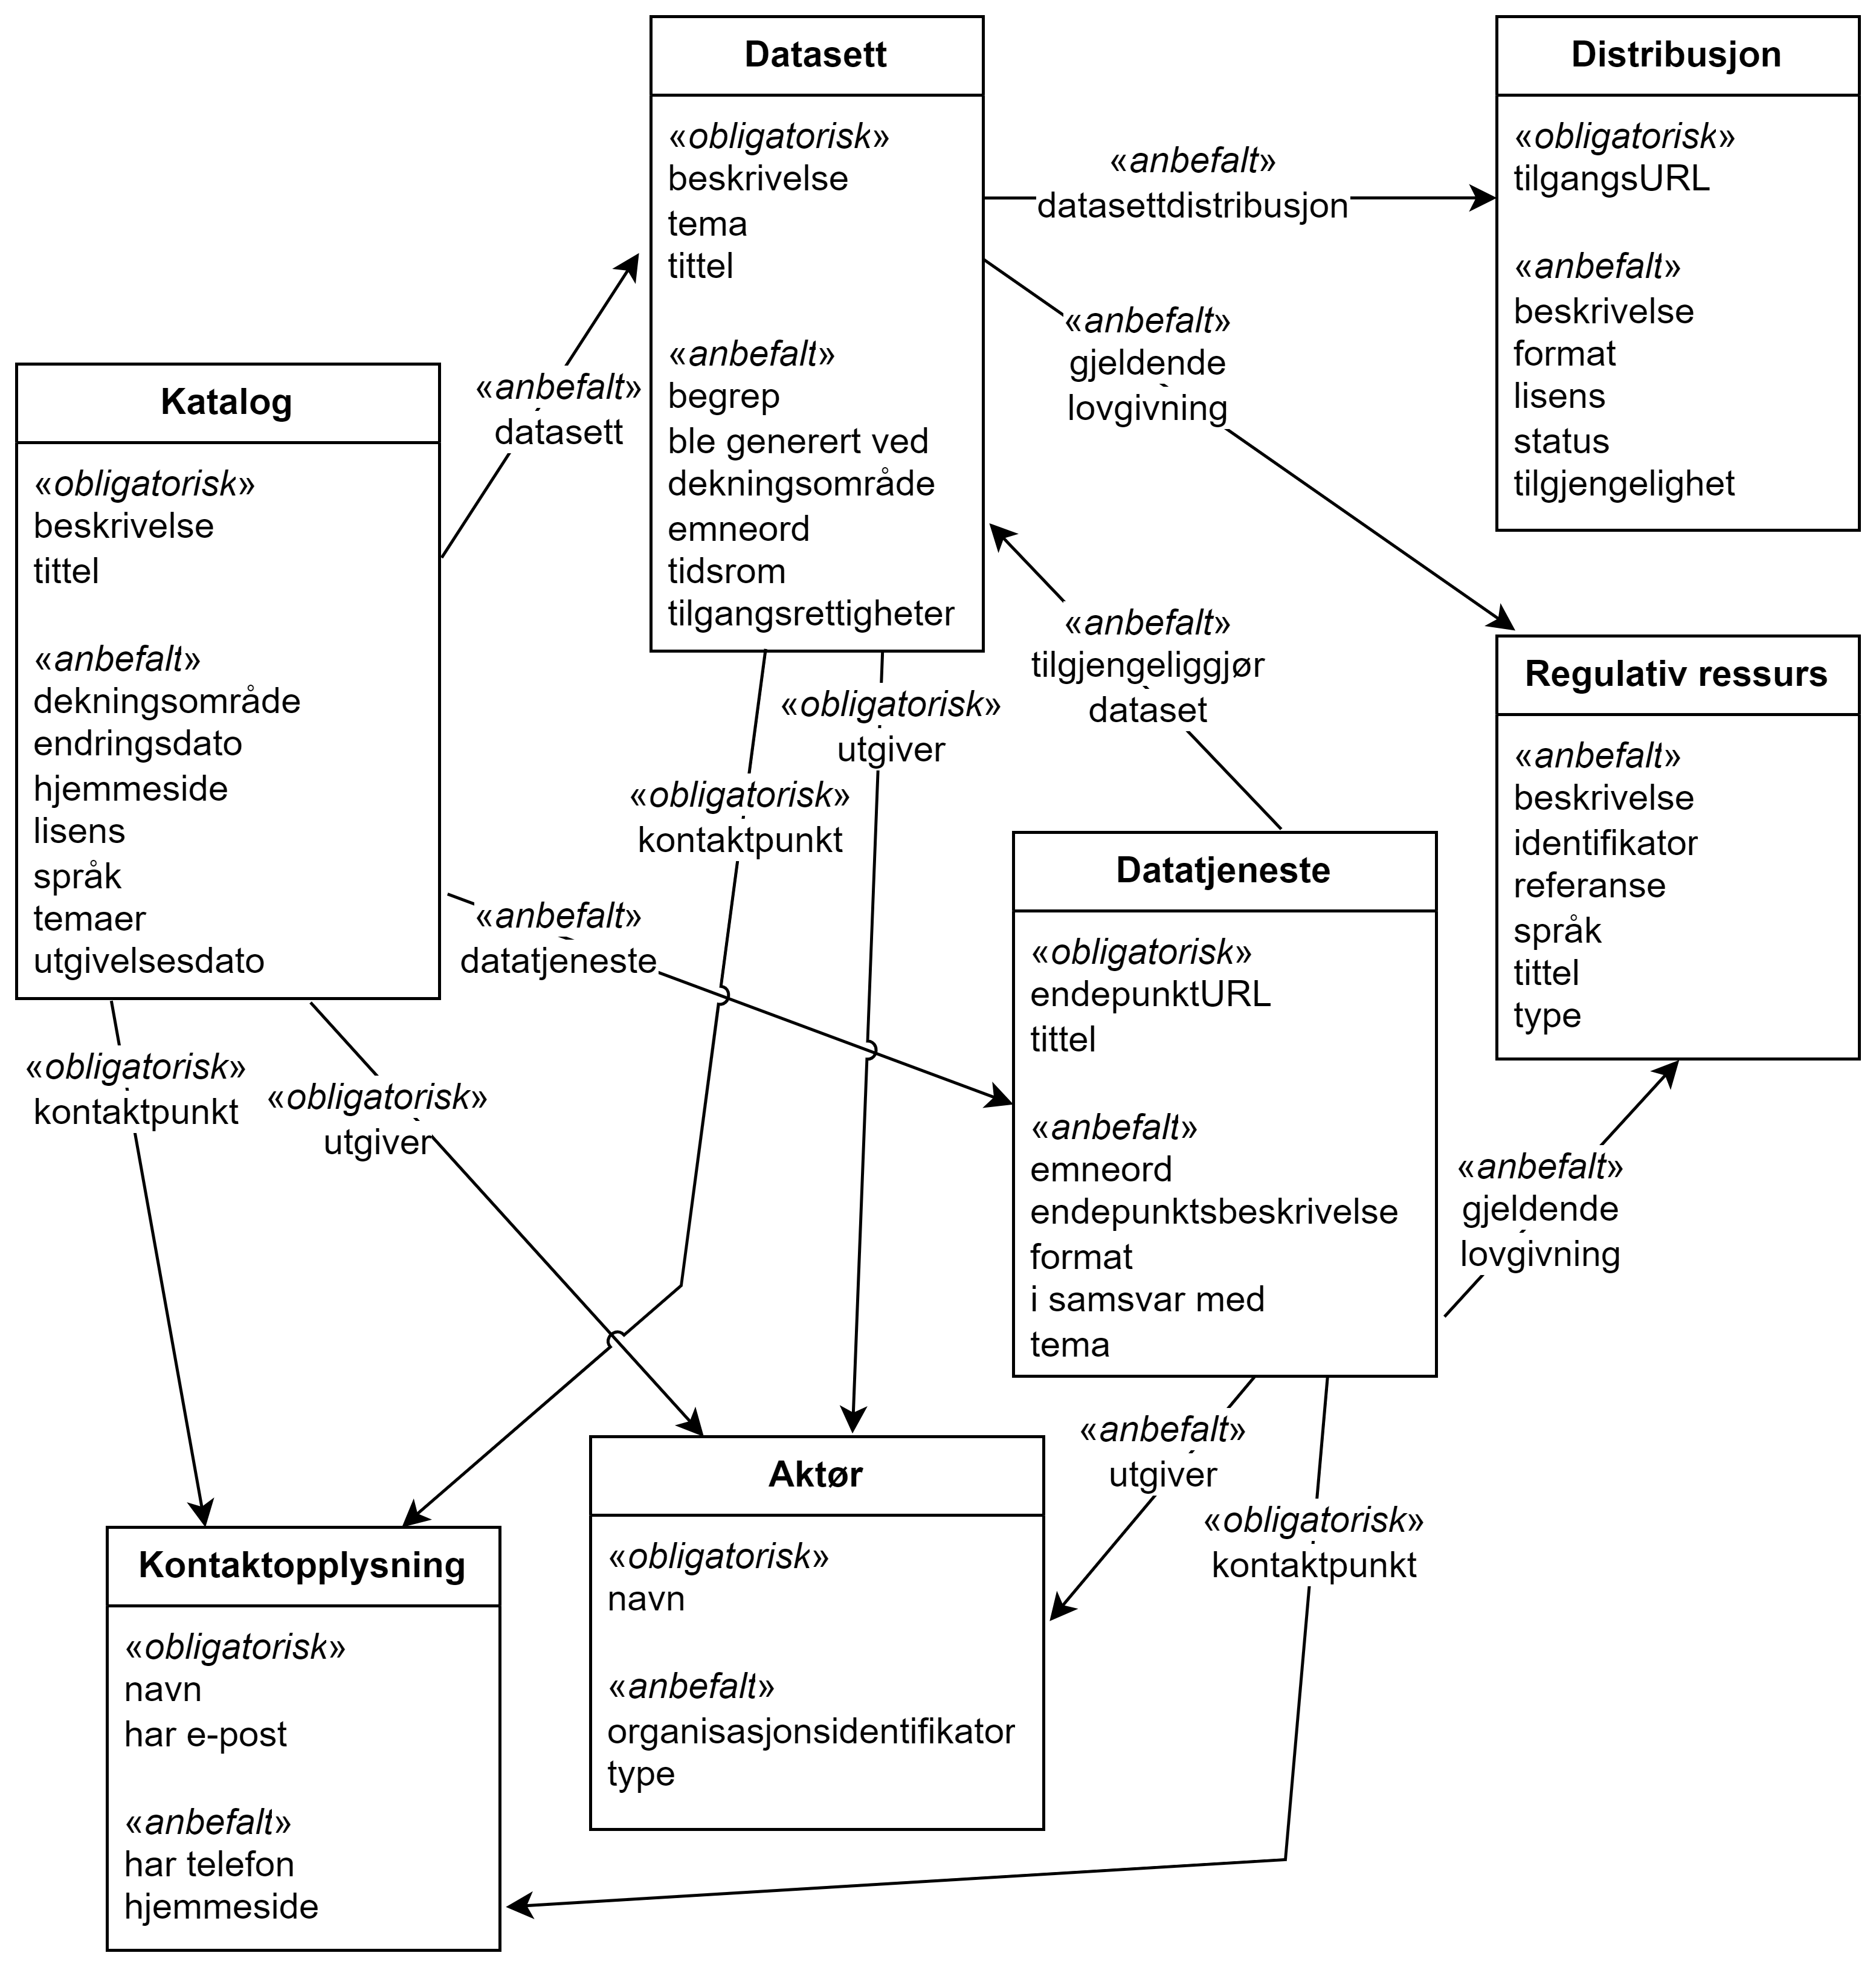 Datasett
«obligatorisk»
beskrivelse
tema
tittel
«anbefalt»
begrep
ble generert ved
dekningsområde
emneord
tidsrom
tilgangsrettigheter
«anbefalt»
datasettdistribusjon
Distribusjon
«obligatorisk»
tilgangsURL
«anbefalt»
beskrivelse
format
lisens
status
tilgjengelighet
«anbefalt»
gjeldende
lovgivning
Katalog
«obligatorisk»
beskrivelse
tittel
«anbefalt»
dekningsområde
endringsdato
hjemmeside
lisens
språk
temaer
utgivelsesdato
«anbefalt»
datasett
«anbefalt»
tilgjengeliggjør
dataset
Regulativ ressurs
«anbefalt»
beskrivelse
identifikator
referanse
språk
tittel
type
«obligatorisk»
utgiver
«obligatorisk»
kontaktpunkt
«anbefalt»
datatjeneste
Datatjeneste
«obligatorisk»
endepunktURL
tittel
«anbefalt»
emneord
endepunktsbeskrivelse
format
i samsvar med
tema
«obligatorisk»
kontaktpunkt
«obligatorisk»
utgiver
«anbefalt»
gjeldende
lovgivning
«anbefalt»
utgiver
«obligatorisk»
kontaktpunkt
Aktør
«obligatorisk»
navn
«anbefalt»
organisasjonsidentifikator
type
Kontaktopplysning
«obligatorisk»
navn
har e-post
«anbefalt»
har telefon
hjemmeside